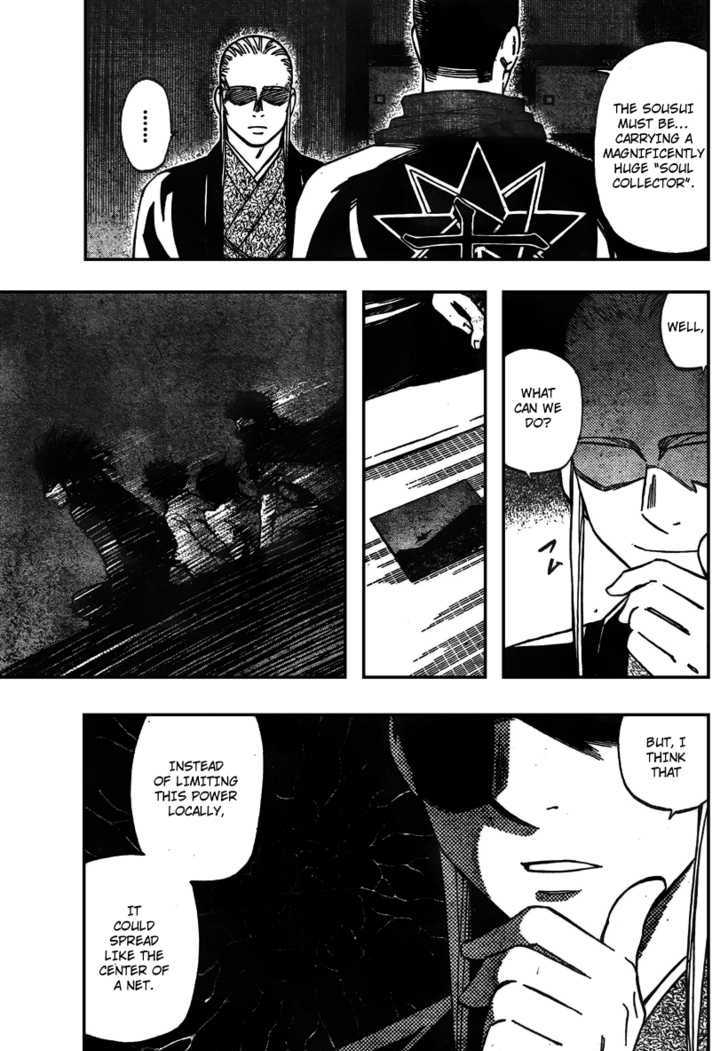 THE SOUSUI
MUST BE...
CARRYING A
MAGNIFICENTLY
HUGE "SOUL
COLLECTOR".
......
WELL,
WHAT
CAN WE
DO?
BUT, I
THINK
THAT
INSTEAD
OF LIMITING
THIS POWER
LOCALLY,
IT
COULD
SPREAD
LIKE THE
CENTER OF
A NET.